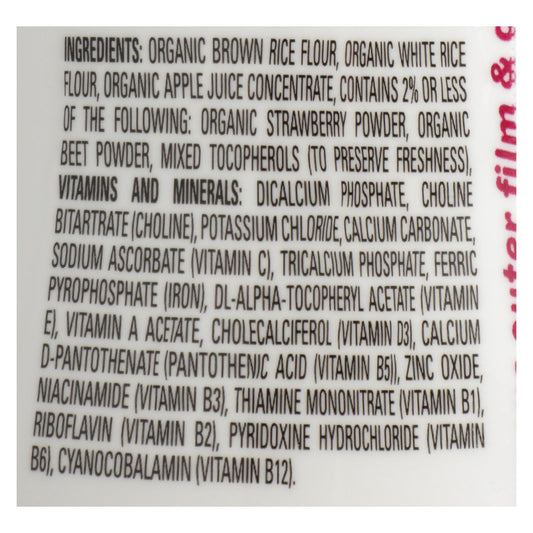 INGREDIENTS: ORGANIC BROWN RICE FLOUR, ORGANIC WHITE RICE
FLOUR, ORGANIC APPLE JUICE CONCENTRATE, CONTAINS 2% OR LESS
OF THE FOLLOWING: ORGANIC STRAWBERRY POWDER, ORGANIC
BEET POWDER, MIXED TOCOPHEROLS (TO PRESERVE FRESHNESS),
VITAMINS AND MINERALS: DICALCIUM PHOSPHATE, CHOLINE
BITARTRATE (CHOLINE), POTASSIUM CHLORIDE, CALCIUM CARBONATE,
SODIUM ASCORBATE (VITAMIN C), TRICALCIUM PHOSPHATE, FERRIC
PYROPHOSPHATE (IRON), DL-ALPHA-TOCOPHERYL ACETATE (VITAMIN
E), VITAMIN A ACETATE, CHOLECALCIFEROL (VITAMIN D3), CALCIUM
D-PANTOTHENATE (PANTOTHENIC ACID (VITAMIN B5)), ZINC OXIDE,
NIACINAMIDE (VITAMIN B3), THIAMINE MONONITRATE (VITAMIN B1),
RIBOFLAVIN (VITAMIN B2), PYRIDOXINE HYDROCHLORIDE (VITAMIN
B6), CYANOCOBALAMIN (VITAMIN B12).
outer film &